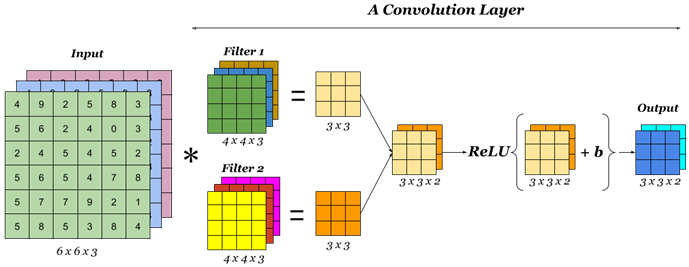 A Convolution Layer
Input
4 9 2 5 8 3
5 6 2 4 0 3
2 4 5 4 5 2
5 6 5 4 7 8
5 7 7 9 2 1
5 8 5 3 8 4
6 x 6 x 3
*
Filter 1
4 x 4 x 3
=
3 x 3
Filter 2
4 x 4 x 3
=
3 x 3
3 x 3 x 2
ReLU
{
3 x 3 x 2
+ b
}
Output
3 x 3 x 2